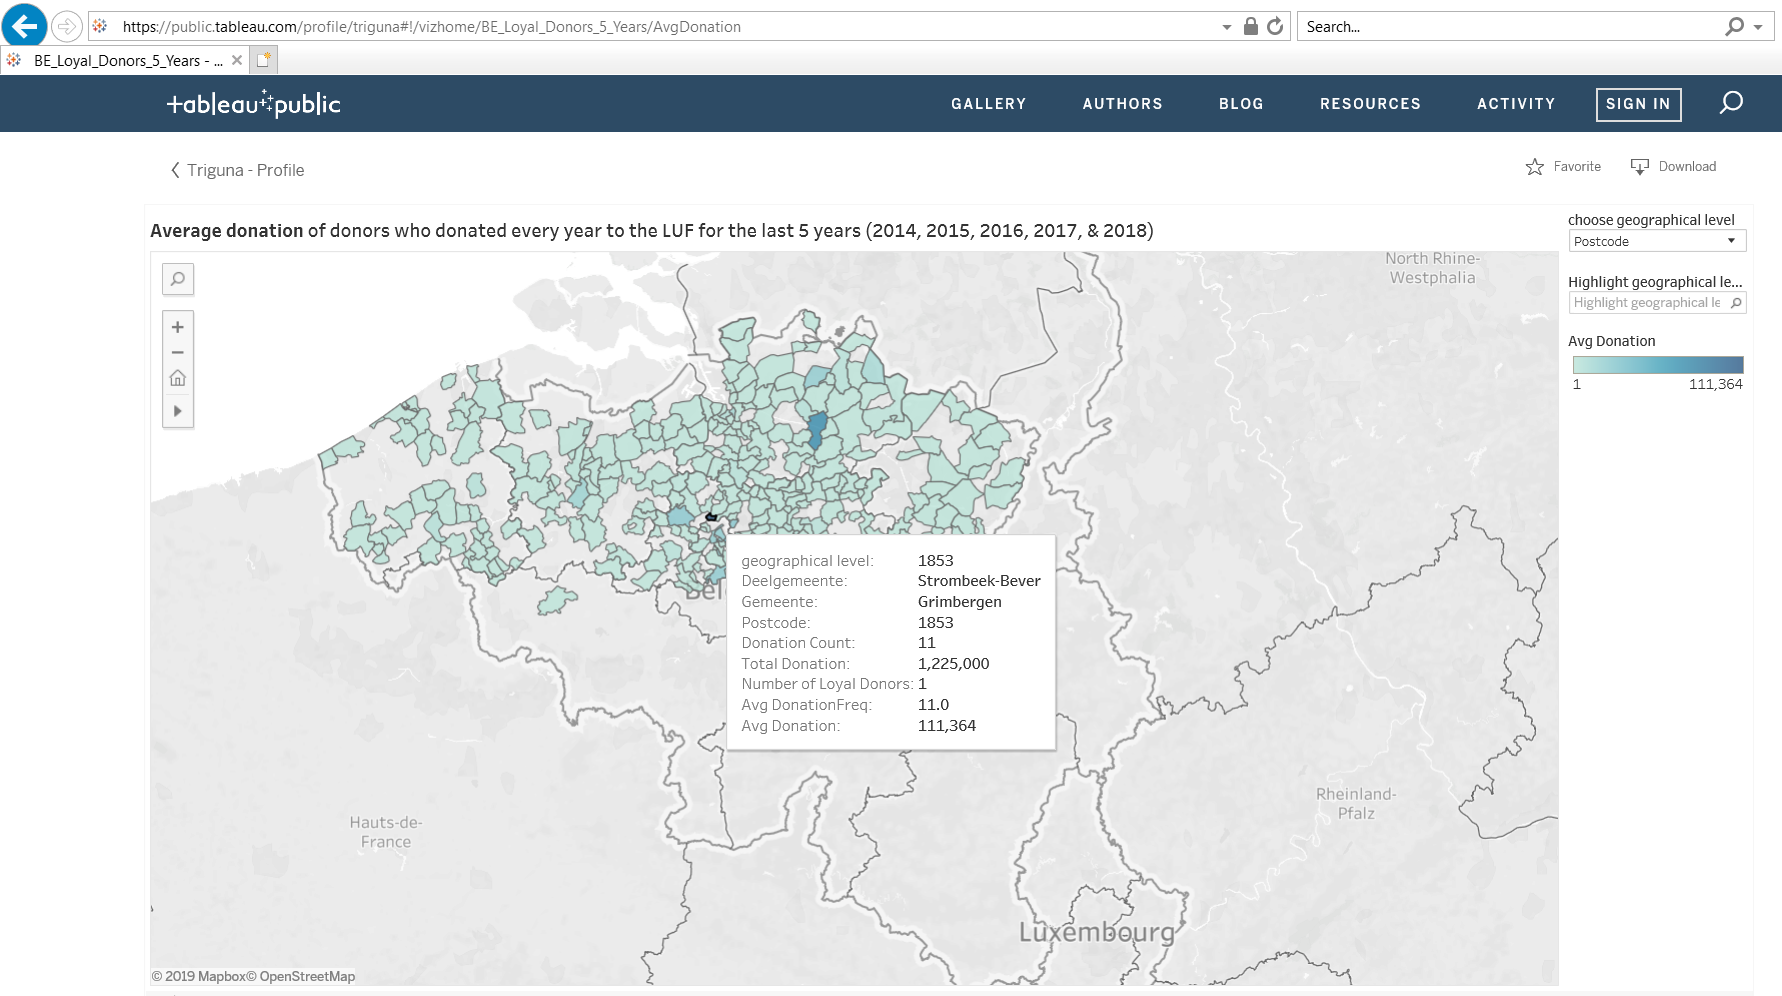 https://public.tableau.com/profile/triguna#!/vizhome/BE_Loyal_Donors_5_Years/AvgDonation
Search...
BE_Loyal_Donors_5_Years - ...
+ableau public
GALLERY
AUTHORS
BLOG
RESOURCES
ACTIVITY
SIGN IN
Triguna - Profile
Favorite
Download
Average donation of donors who donated every year to the LUF for the last 5 years (2014, 2015, 2016, 2017, & 2018)
choose geographical level
Postcode
Highlight geographical le...
Highlight geographical le
Avg Donation
1 111,364
North Rhine-
Westphalia
geographical level: 1853
Deelgemeente: Strombeek-Bever
Gemeente: Grimbergen
Postcode: 1853
Donation Count: 11
Total Donation: 1,225,000
Number of Loyal Donors: 1
Avg DonationFreq: 11.0
Avg Donation: 111,364
Hauts-de-
France
Rheinland-
Pfalz
Luxembourg
© 2019 Mapbox© OpenStreetMap